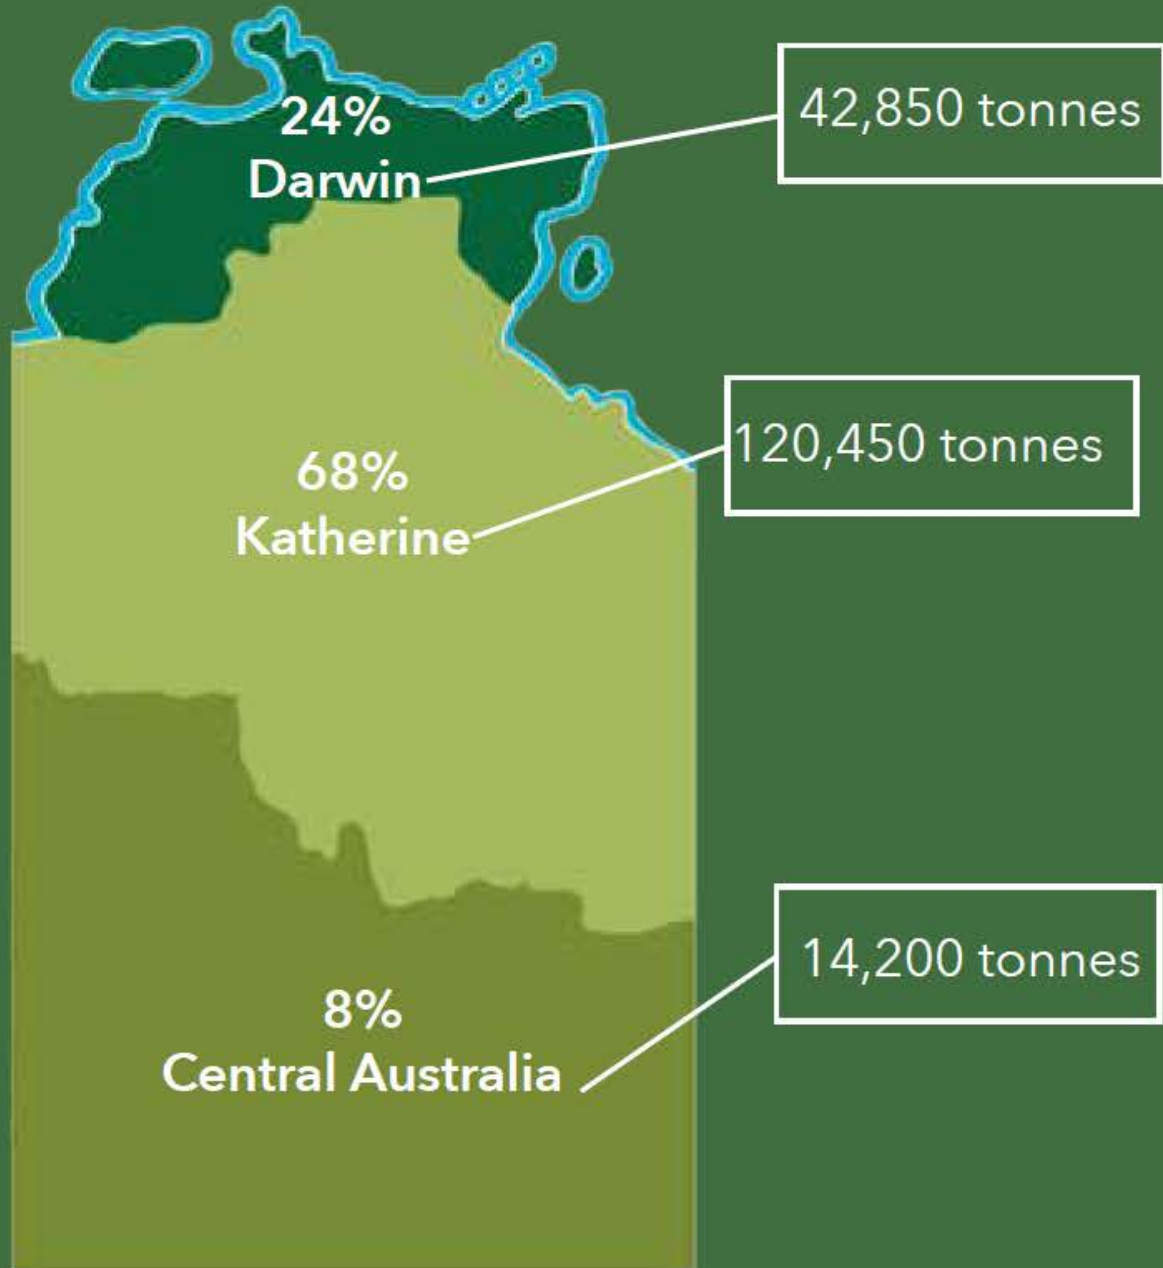 24%
Darwin
42,850 tonnes
68%
Katherine
120,450 tonnes
8%
Central Australia
14,200 tonnes